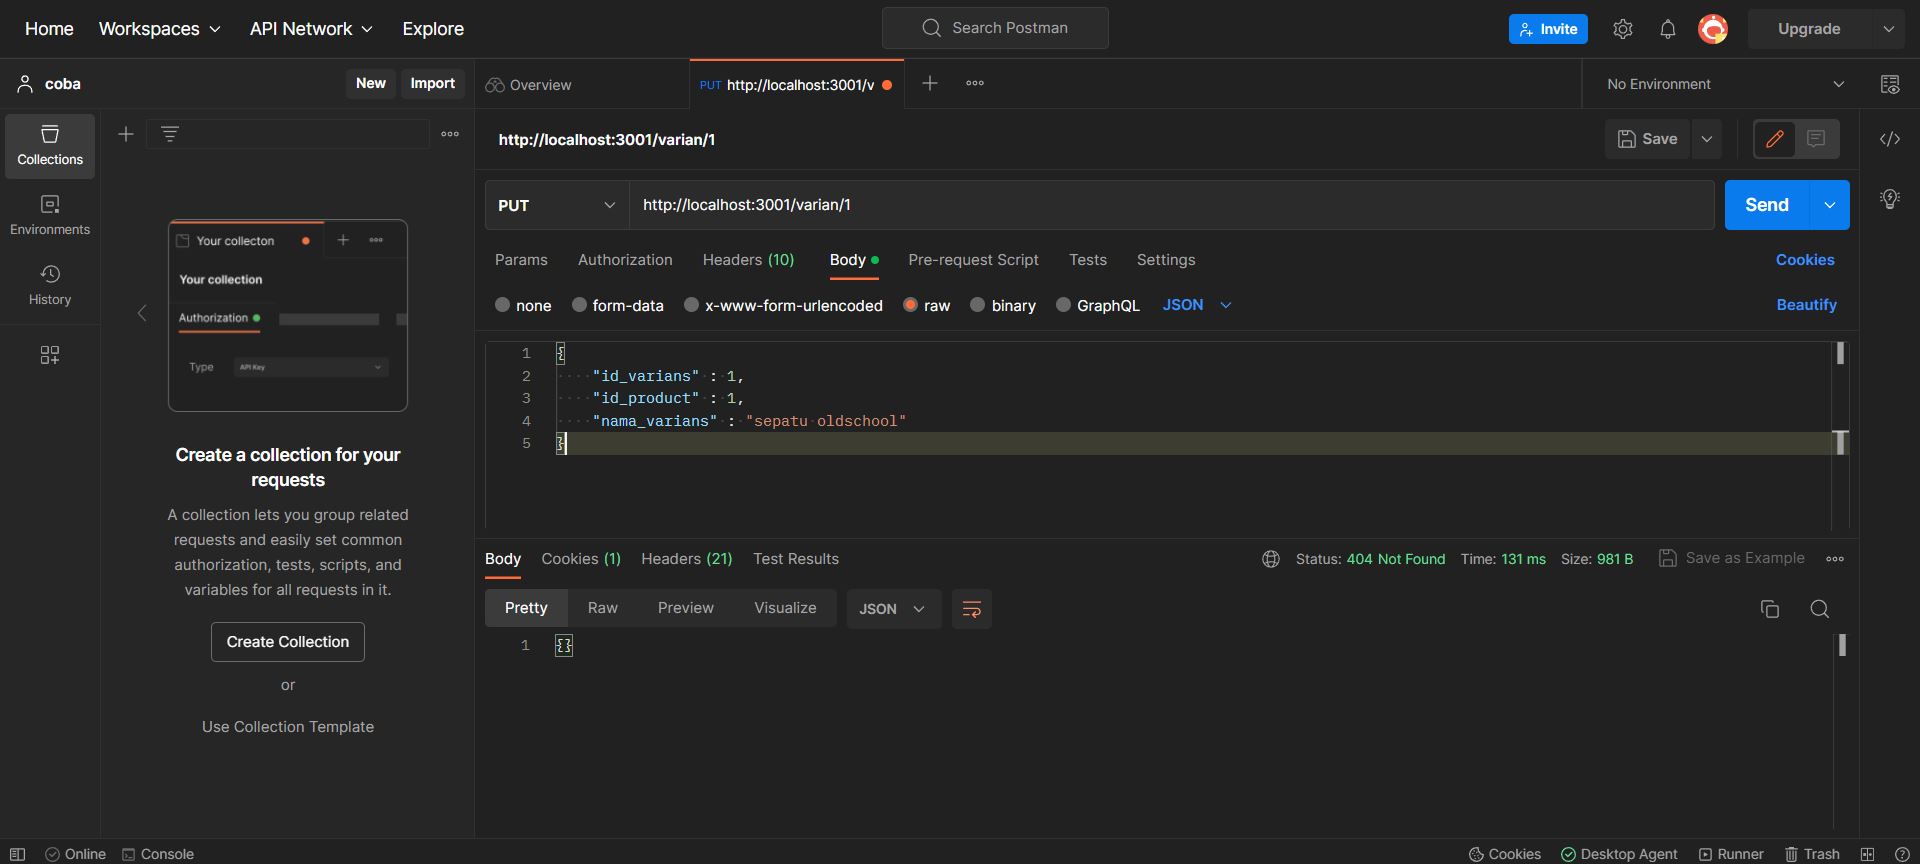 Home Workspaces API Network Explore Search Postman Invite Upgrade
coba New Import Overview PUT http://localhost:3001/v No Environment
http://localhost:3001/varian/1 Save
Collections
Environments
History
Your collecton
Your collection
Authorization
Type API Key
Create a collection for your
requests
A collection lets you group related
requests and easily set common
authorization, tests, scripts, and
variables for all requests in it.
Create Collection
or
Use Collection Template
PUT http://localhost:3001/varian/1 Send
Params Authorization Headers (10) Body Pre-request Script Tests Settings Cookies
none form-data x-www-form-urlencoded raw binary GraphQL JSON Beautify
1 {
2 "id_varians" : 1,
3 "id_product" : 1,
4 "nama_varians" : "sepatu oldschool"
5 }
Body Cookies (1) Headers (21) Test Results Status: 404 Not Found Time: 131 ms Size: 981 B Save as Example
Pretty Raw Preview Visualize JSON
1 {}
Online Console Cookies Desktop Agent Runner Trash